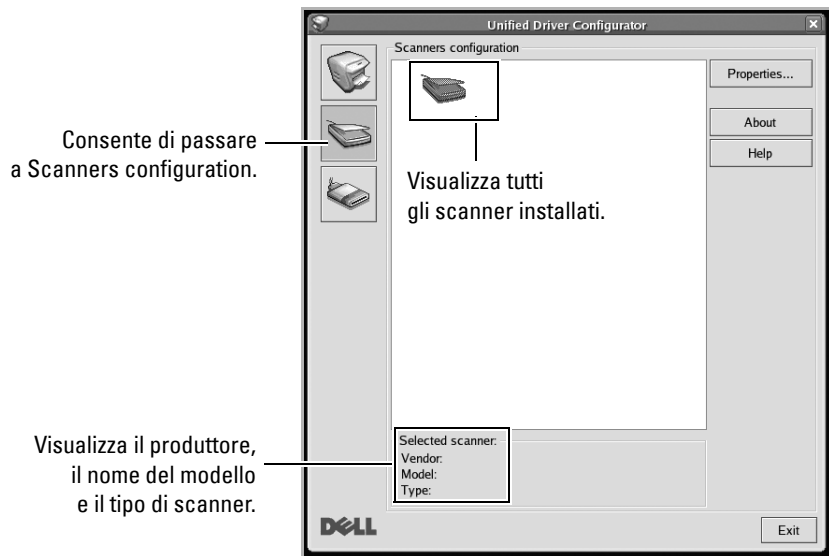 Unified Driver Configurator
Scanners configuration
Properties...
About
Help
Consente di passare
a Scanners configuration.
Visualizza tutti
gli scanner installati.
Visualizza il produttore,
il nome del modello
e il tipo di scanner.
Selected scanner:
Vendor:
Model:
Type:
DELL
Exit